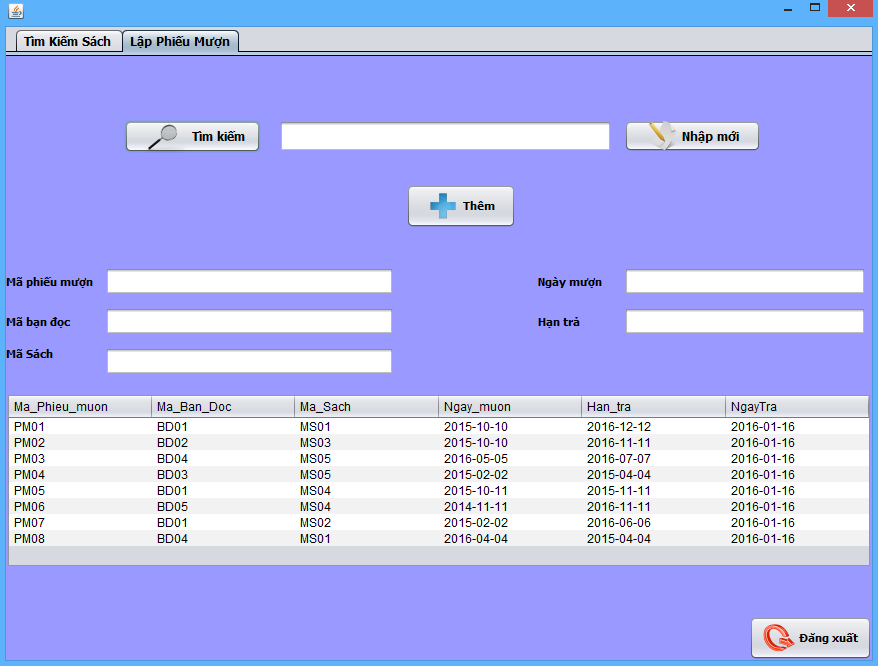 Tìm Kiếm Sách Lập Phiếu Mượn
Tìm kiếm Nhập mới
Thêm
Mã phiếu mượn Ngày mượn
Mã bạn đọc Hạn trả
Mã Sách
Ma_Phieu_muon Ma_Ban_Doc Ma_Sach Ngay_muon Han_tra NgayTra
PM01 BD01 MS01 2015-10-10 2016-12-12 2016-01-16
PM02 BD02 MS03 2015-10-10 2016-11-11 2016-01-16
PM03 BD04 MS05 2016-05-05 2016-07-07 2016-01-16
PM04 BD03 MS05 2015-02-02 2015-04-04 2016-01-16
PM05 BD01 MS04 2015-10-11 2015-11-11 2016-01-16
PM06 BD05 MS04 2014-11-11 2016-11-11 2016-01-16
PM07 BD01 MS02 2015-02-02 2016-06-06 2016-01-16
PM08 BD04 MS01 2016-04-04 2015-04-04 2016-01-16
Đăng xuất